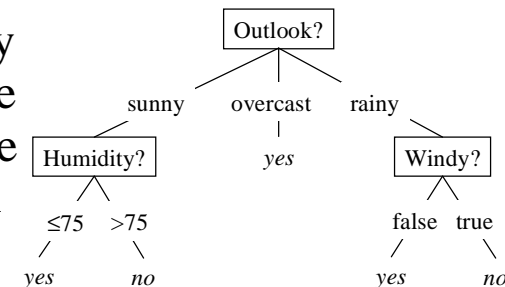 Outlook?
y
sunny overcast rainy
e
Humidity? yes Windy?
e
≤75 >75 false true
yes no yes no